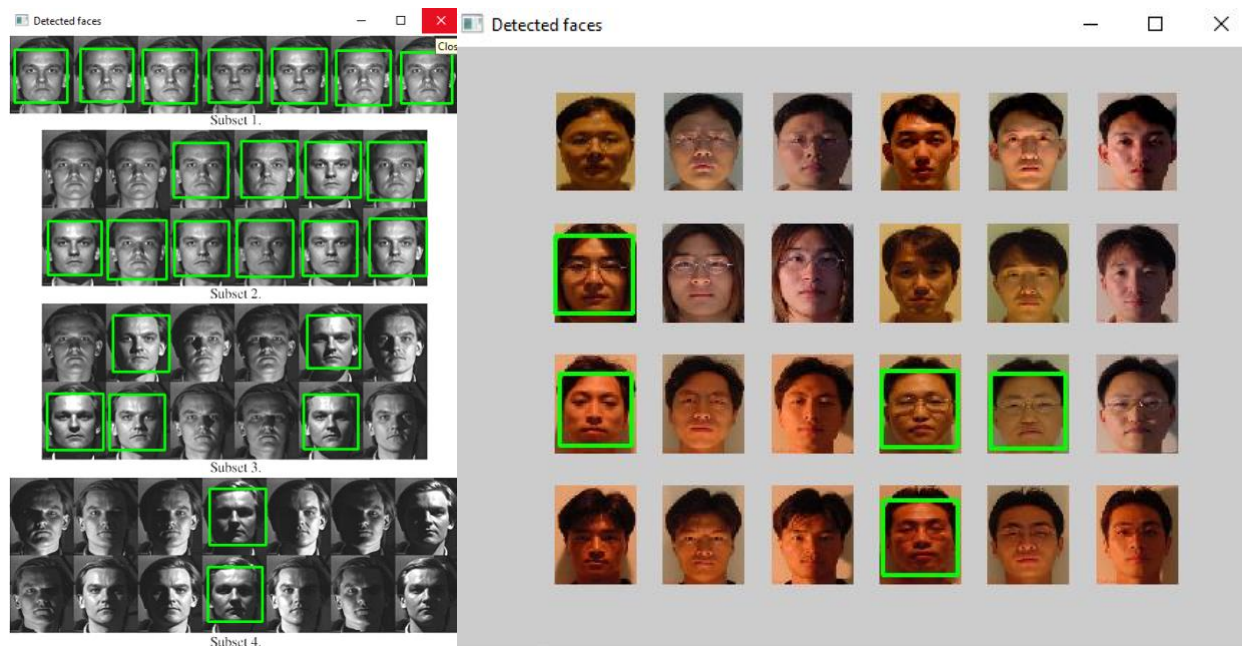 Detected faces
Clos
Subset 1.
Subset 2.
Subset 3.
Subset 4.
Detected faces